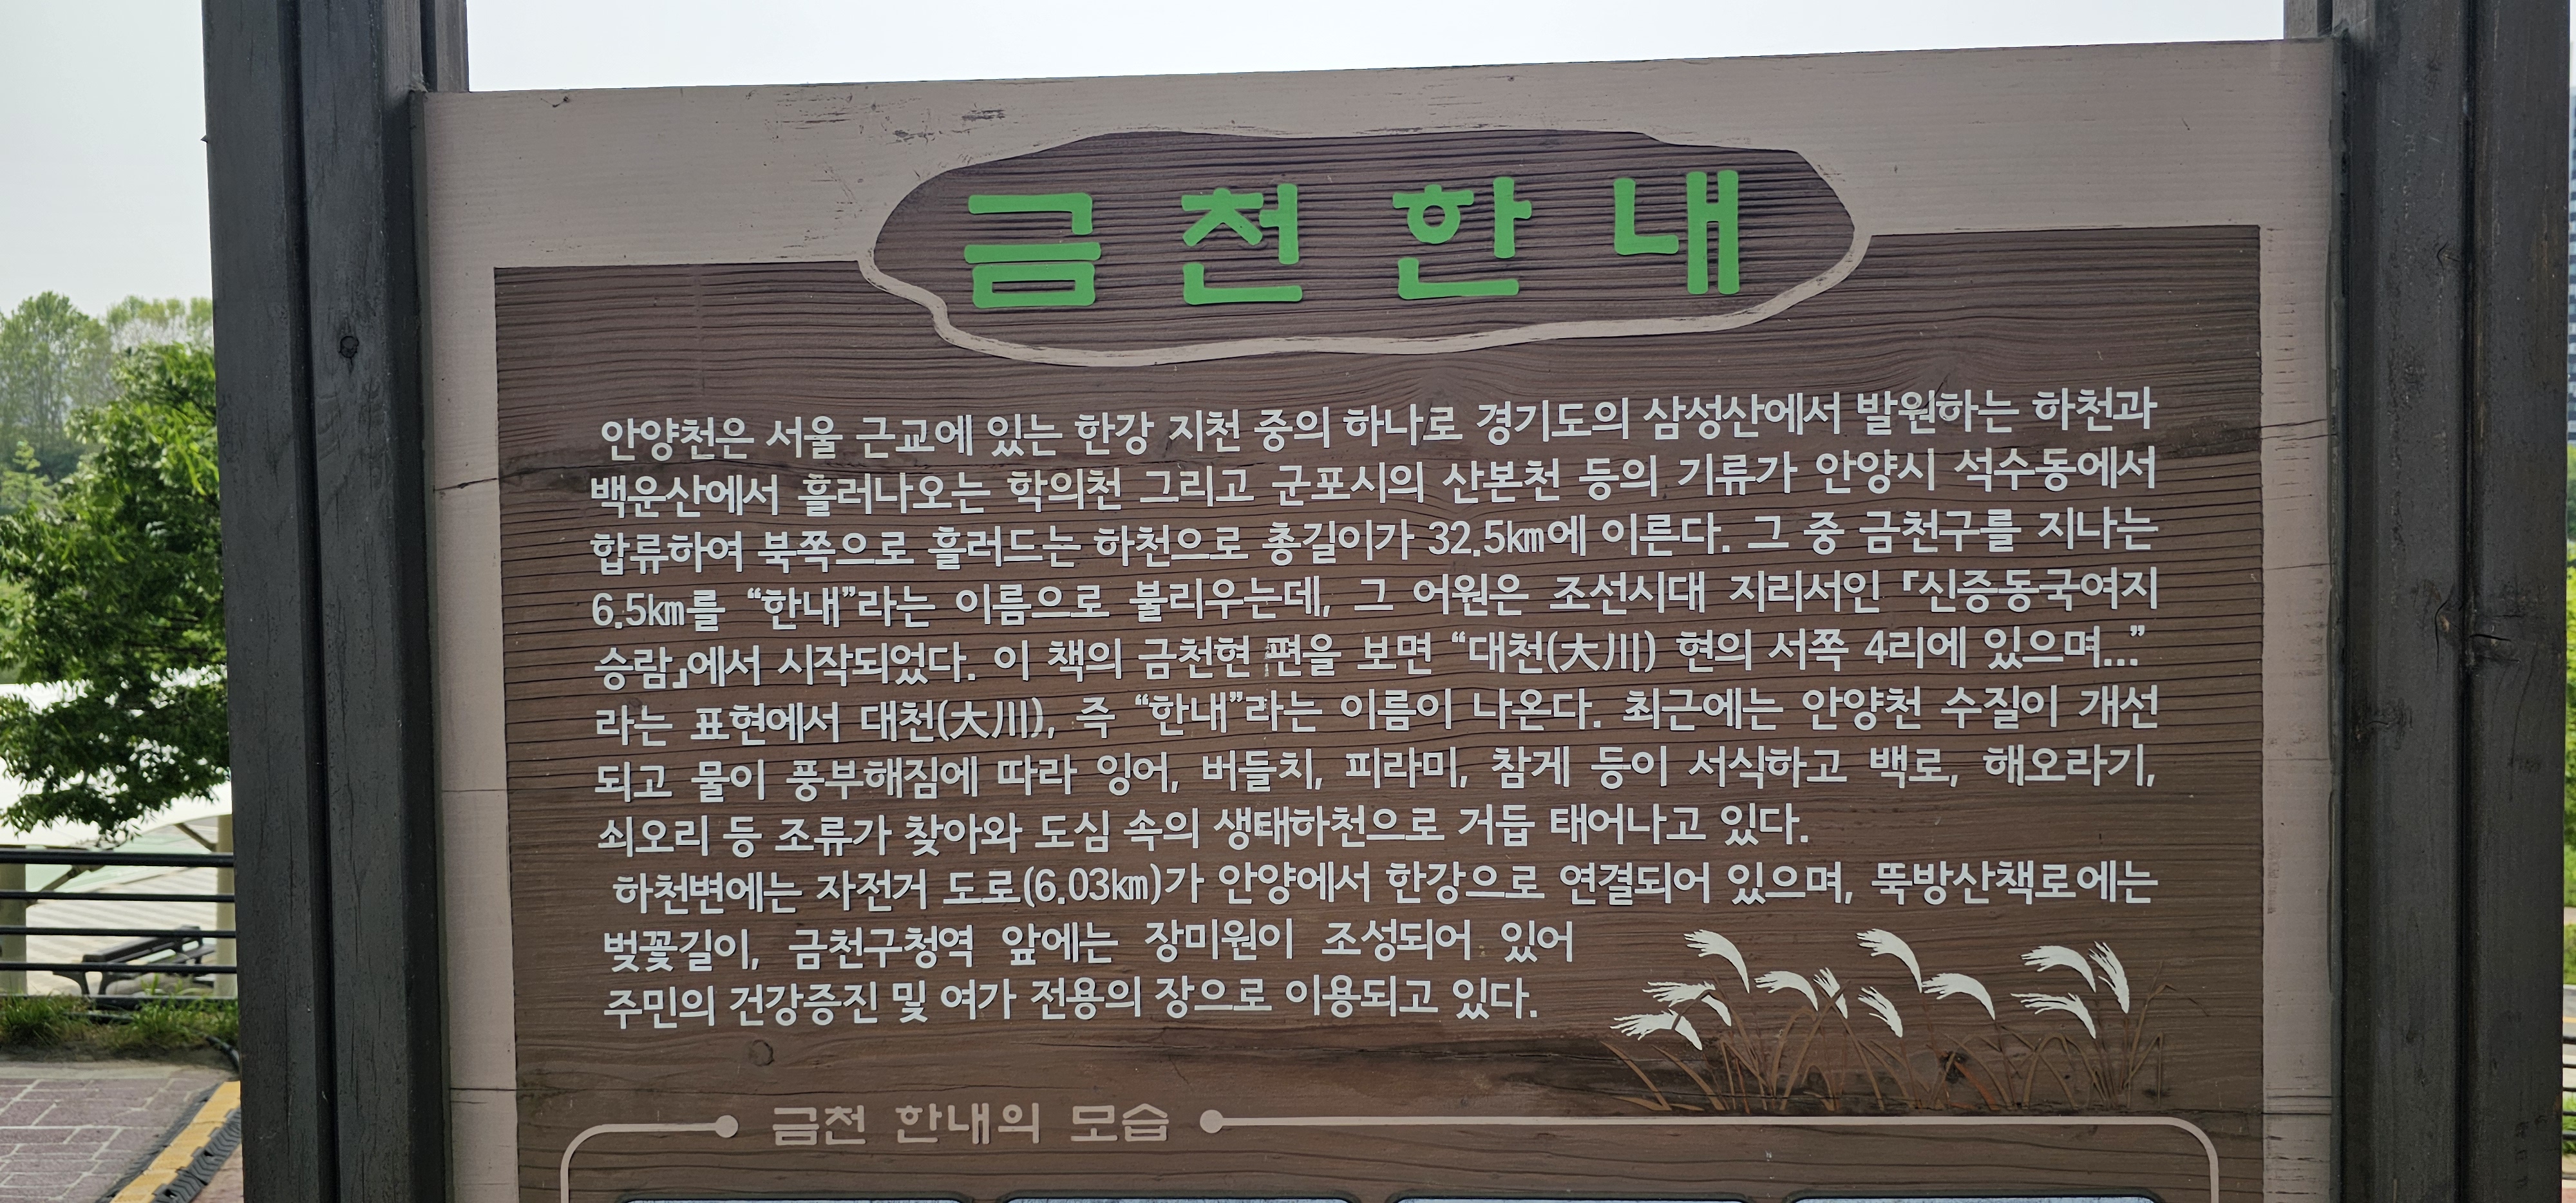 금천한내
안양천은 서울 근교에 있는 한강 지천 중의 하나로 경기도의 삼성산에서 발원하는 하천과
백운산에서 흘러나오는 학의천 그리고 군포시의 산본천 등의 기류가 안양시 석수동에서
합류하여 북쪽으로 흘러드는 하천으로 총길이가 32.5㎞에 이른다. 그 중 금천구를 지나는
6.5㎞를 “한내”라는 이름으로 불리우는데, 그 어원은 조선시대 지리서인 『신증동국여지
승람』에서 시작되었다. 이 책의 금천현 편을 보면 “대천(大川) 현의 서쪽 4리에 있으며...”
라는 표현에서 대천(大川), 즉 “한내”라는 이름이 나온다. 최근에는 안양천 수질이 개선
되고 물이 풍부해짐에 따라 잉어, 버들치, 피라미, 참게 등이 서식하고 백로, 해오라기,
쇠오리 등 조류가 찾아와 도심 속의 생태하천으로 거듭 태어나고 있다.
하천변에는 자전거 도로(6.03㎞)가 안양에서 한강으로 연결되어 있으며, 뚝방산책로에는
벚꽃길이, 금천구청역 앞에는 장미원이 조성되어 있어
주민의 건강증진 및 여가 전용의 장으로 이용되고 있다.
금천 한내의 모습